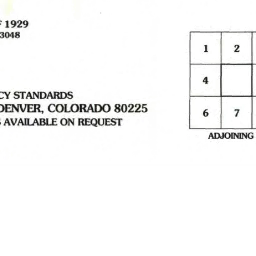 1929
3048
1 2
4
6 7
CY STANDARDS
DENVER, COLORADO 80225
AVAILABLE ON REQUEST
ADJOINING